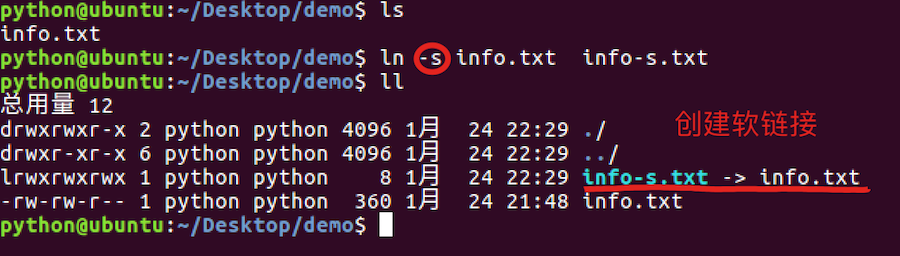 python@ubuntu:~/Desktop/demo$ ls
info.txt
python@ubuntu:~/Desktop/demo$ ln -s info.txt  info-s.txt
python@ubuntu:~/Desktop/demo$ ll
总用量 12
drwxrwxr-x 2 python python 4096 1月  24 22:29 ./
创建软链接
drwxr-xr-x 6 python python 4096 1月  24 22:29 ../
lrwxrwxrwx 1 python python    8 1月  24 22:29 info-s.txt -> info.txt
-rw-rw-r-- 1 python python  360 1月  24 21:48 info.txt
python@ubuntu:~/Desktop/demo$